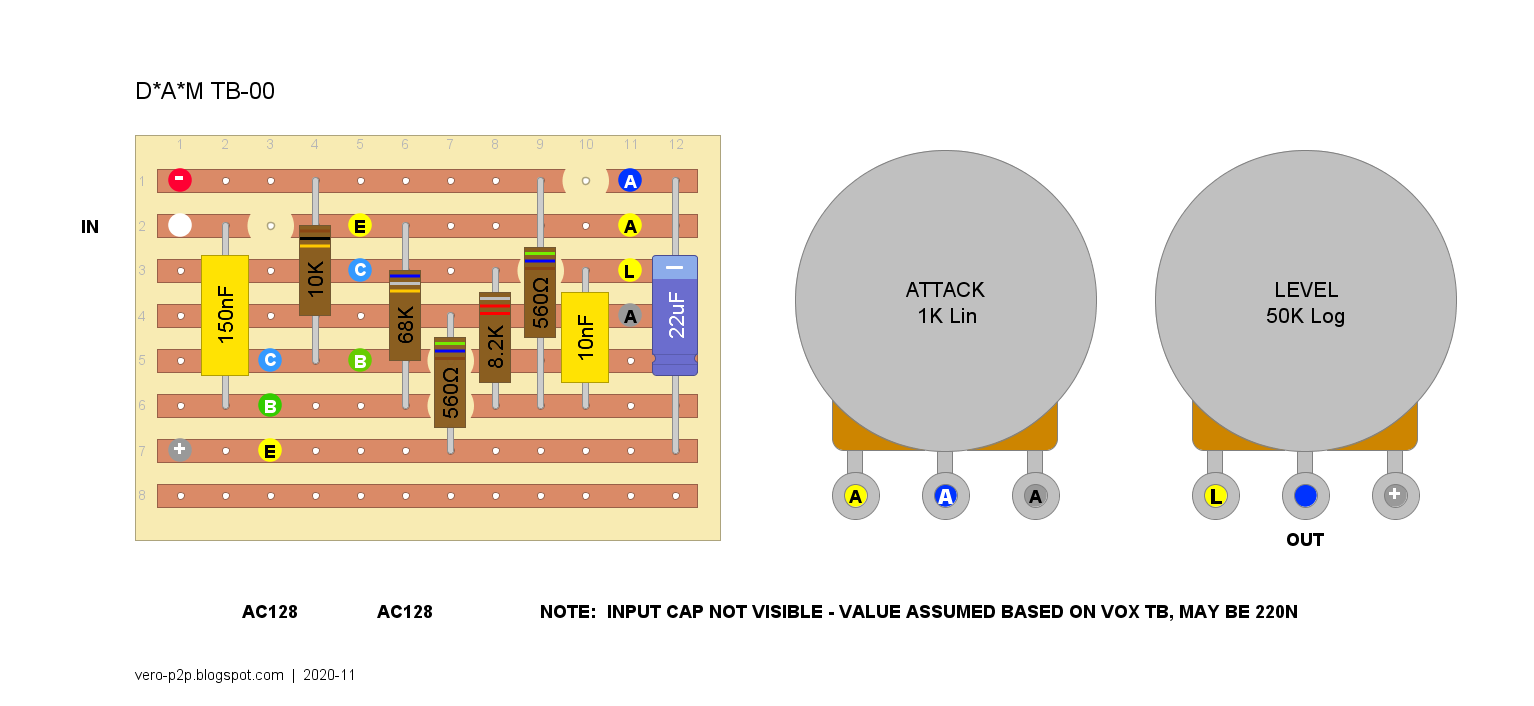 D*A*M TB-00
1 2 3 4 5 6 7 8 9 10 11 12
1 - A
IN 2 E A
3 C L
4 A
5 C B
6 B
7 + E
8
150nF
10K
68K
560Ω
8.2K
560Ω
10nF
22uF
ATTACK
1K Lin
A A A
LEVEL
50K Log
L +
OUT
AC128 AC128 NOTE: INPUT CAP NOT VISIBLE - VALUE ASSUMED BASED ON VOX TB, MAY BE 220N
vero-p2p.blogspot.com | 2020-11